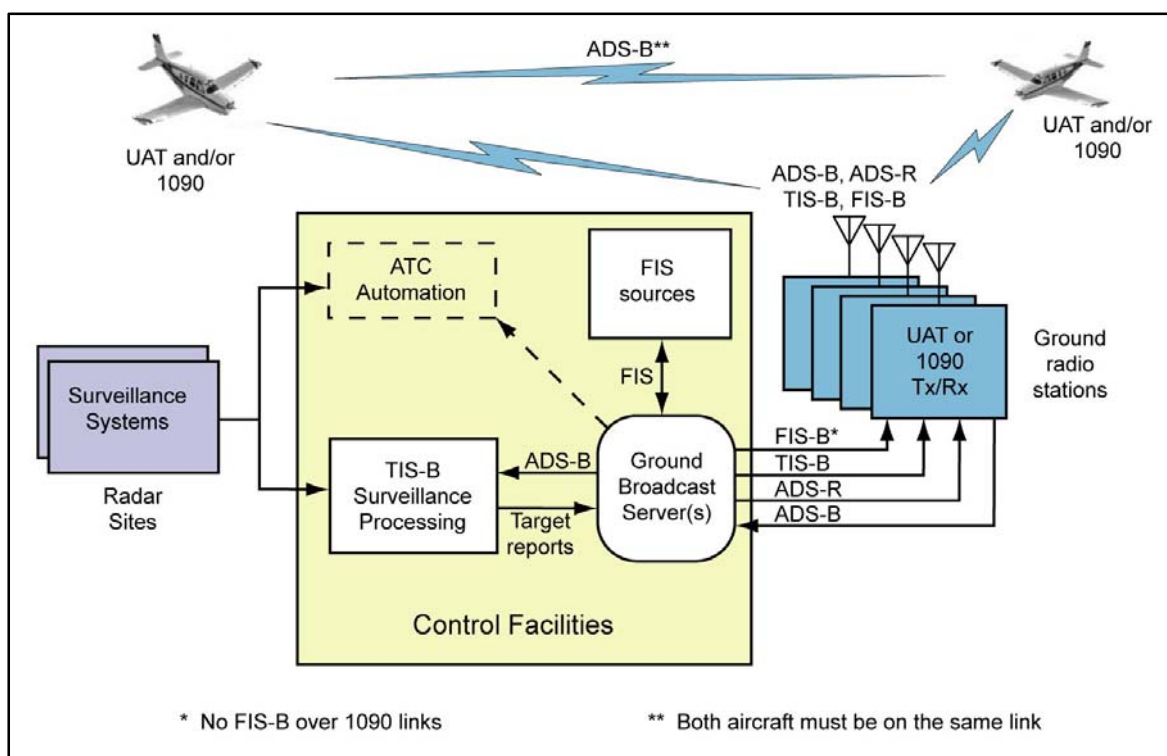 ADS-B**
UAT and/or
1090
UAT and/or
1090
ADS-B, ADS-R
TIS-B, FIS-B
ATC
Automation
FIS
sources
UAT or
1090
Tx/Rx
Ground
radio
stations
Surveillance
Systems
Radar
Sites
FIS
TIS-B
Surveillance
Processing
ADS-B
Target
reports
Ground
Broadcast
Server(s)
FIS-B*
TIS-B
ADS-R
ADS-B
Control Facilities
* No FIS-B over 1090 links
** Both aircraft must be on the same link